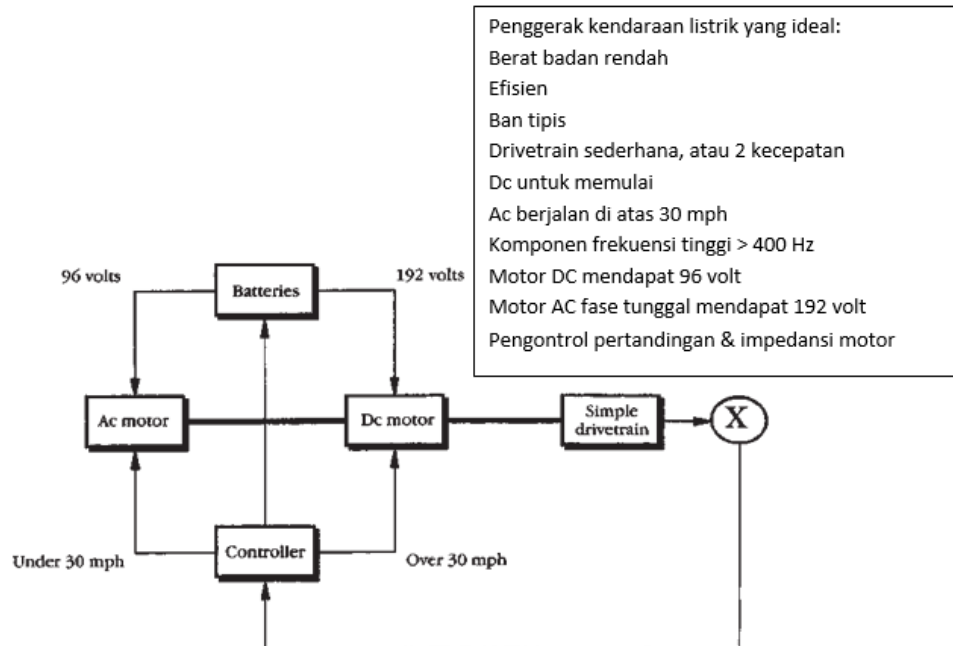 Penggerak kendaraan listrik yang ideal:
Berat badan rendah
Efisien
Ban tipis
Drivetrain sederhana, atau 2 kecepatan
Dc untuk memulai
Ac berjalan di atas 30 mph
Komponen frekuensi tinggi > 400 Hz
Motor DC mendapat 96 volt
Motor AC fase tunggal mendapat 192 volt
Pengontrol pertandingan & impedansi motor
96 volts
Batteries
192 volts
Ac motor
Dc motor
Simple
drivetrain
X
Under 30 mph
Controller
Over 30 mph